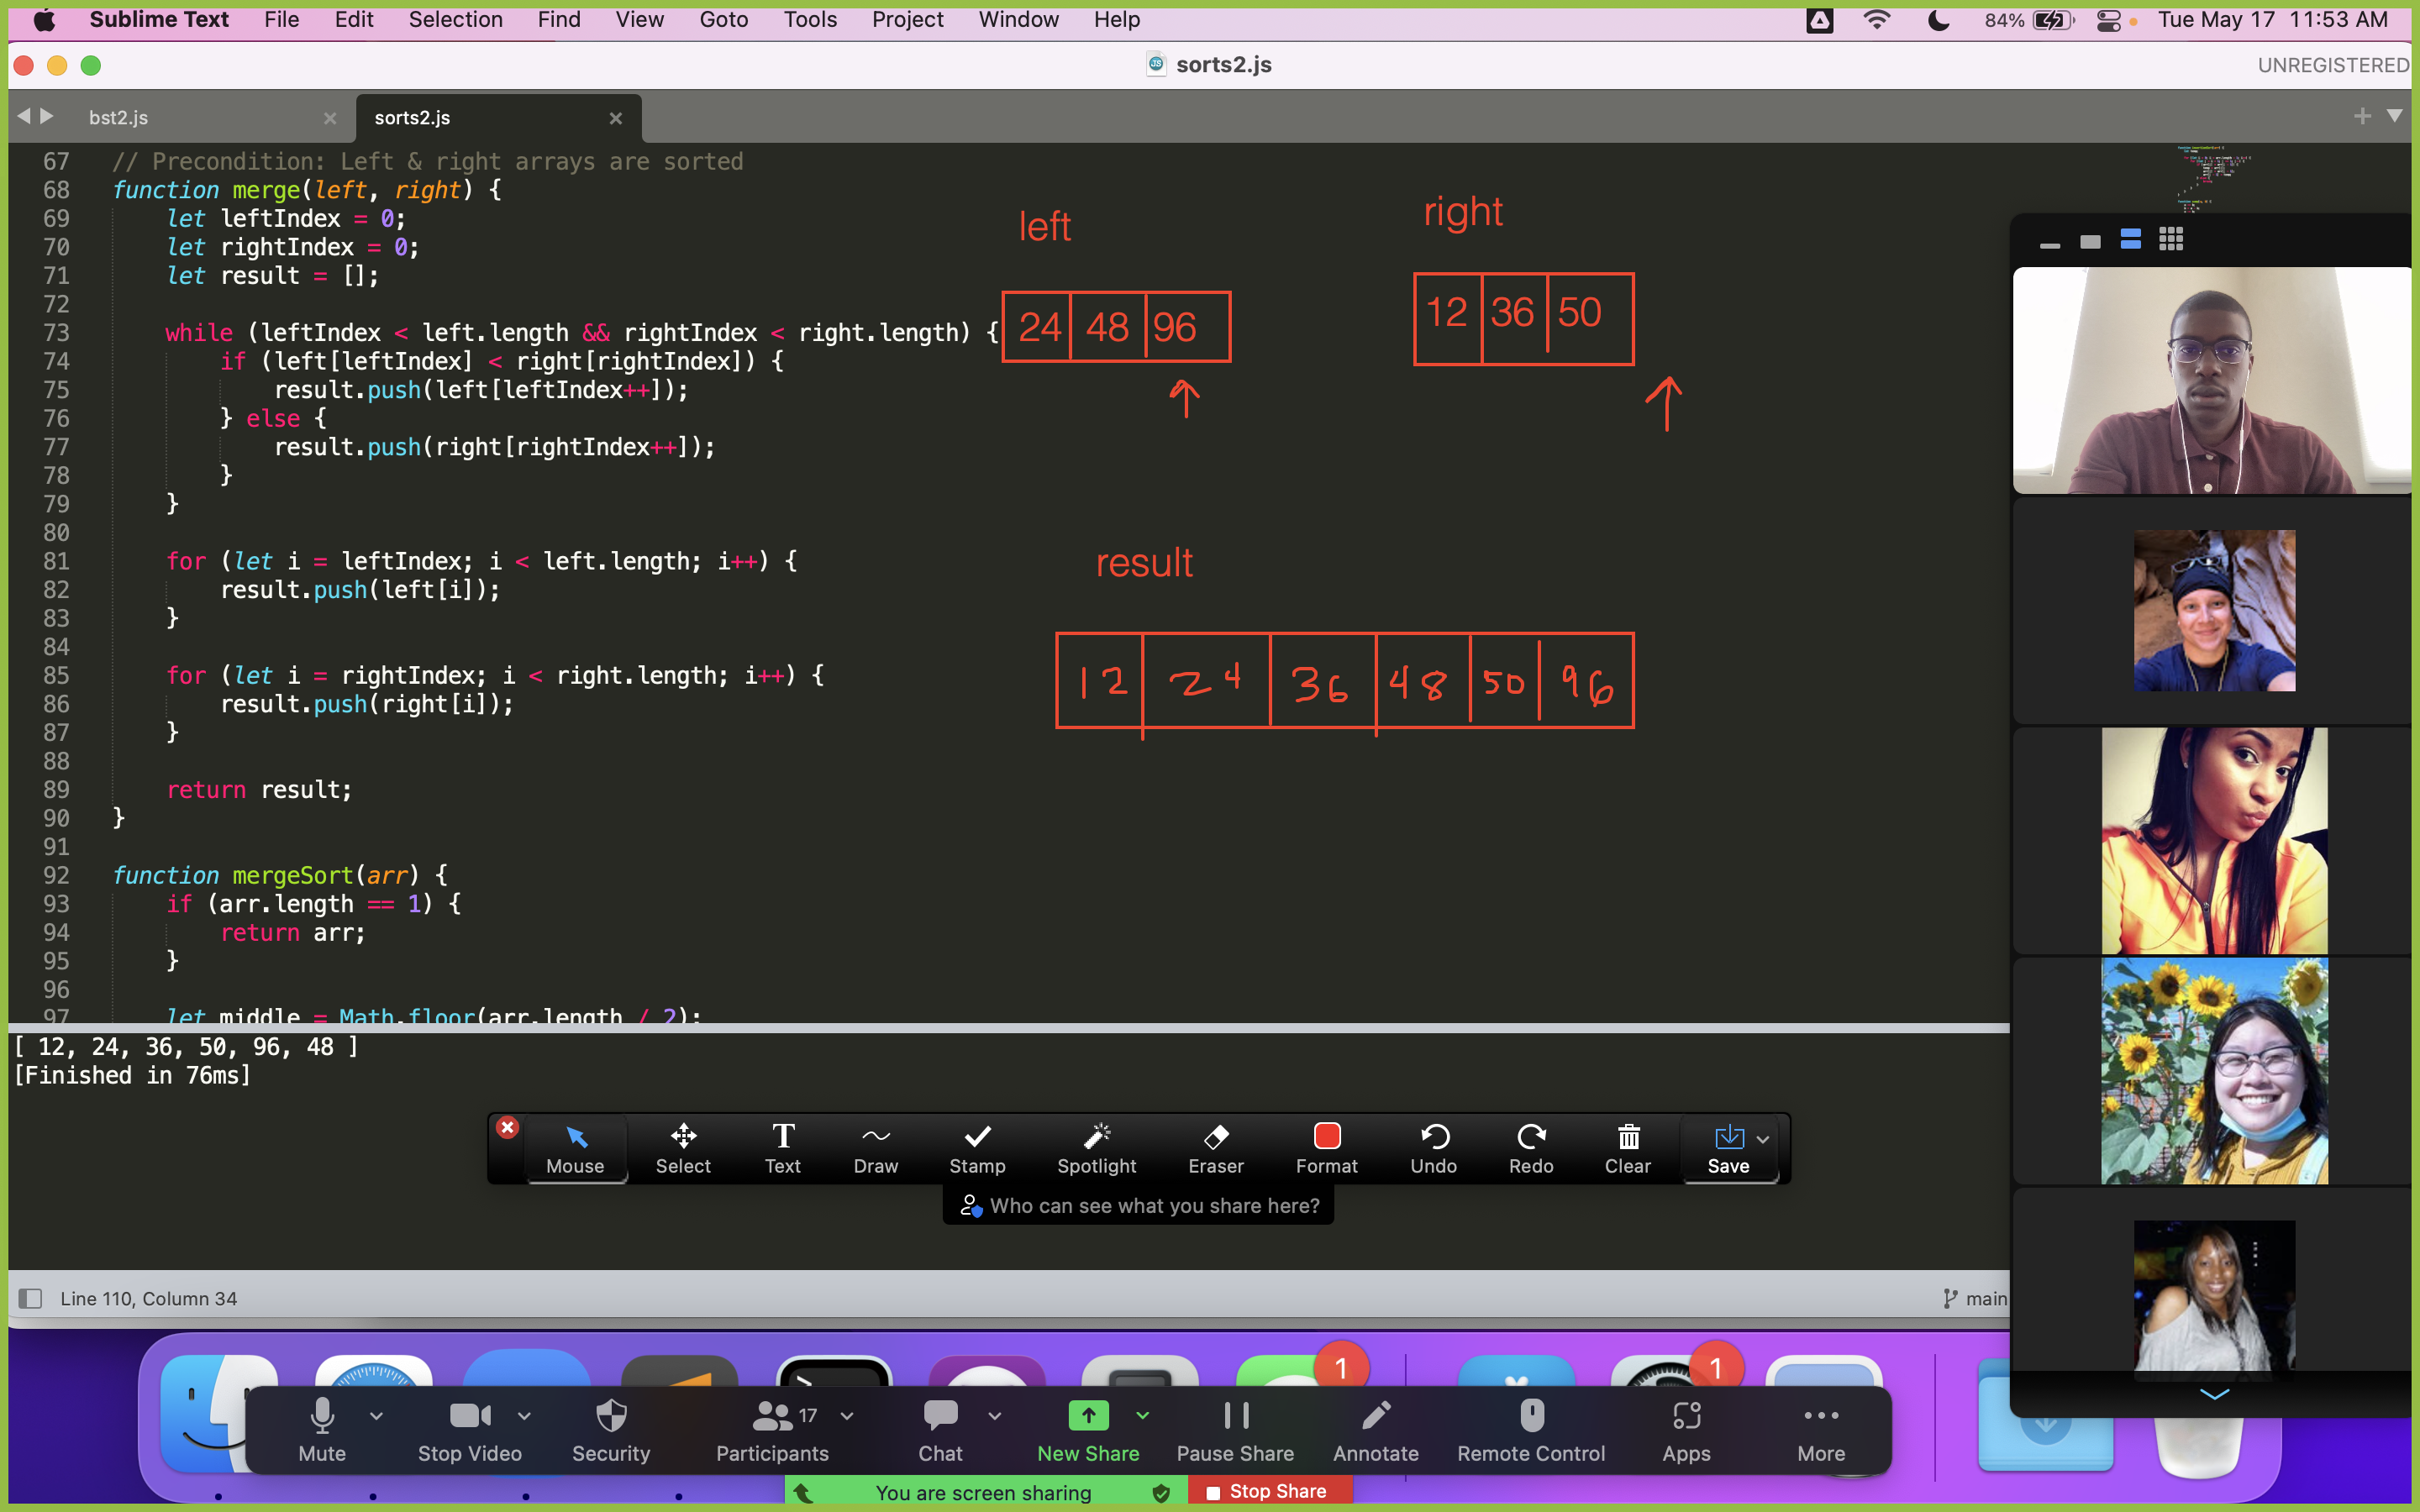 Sublime Text File Edit Selection Find View Goto Tools Project Window Help 84% Tue May 17 11:53 AM
sorts2.js UNREGISTERED
bst2.js sorts2.js
67 // Precondition: Left & right arrays are sorted
68 function merge(left, right) {
69 let leftIndex = 0;
70 let rightIndex = 0;
71 let result = [];
72
73 while (leftIndex < left.length && rightIndex < right.length) {
74 if (left[leftIndex] < right[rightIndex]) {
75 result.push(left[leftIndex++]);
76 } else {
77 result.push(right[rightIndex++]);
78 }
79 }
80
81 for (let i = leftIndex; i < left.length; i++) {
82 result.push(left[i]);
83 }
84
85 for (let i = rightIndex; i < right.length; i++) {
86 result.push(right[i]);
87 }
88
89 return result;
90 }
91
92 function mergeSort(arr) {
93 if (arr.length == 1) {
94 return arr;
95 }
96
97 let middle = Math.floor(arr.length / 2);
left
24 48 96
right
12 36 50
result
12 24 36 48 50 96
[ 12, 24, 36, 50, 96, 48 ]
[Finished in 76ms]
Mouse Select Text Draw Stamp Spotlight Eraser Format Undo Redo Clear Save
Who can see what you share here?
Line 110, Column 34 main
1 1
17
Mute Stop Video Security Participants Chat New Share Pause Share Annotate Remote Control Apps More
You are screen sharing Stop Share